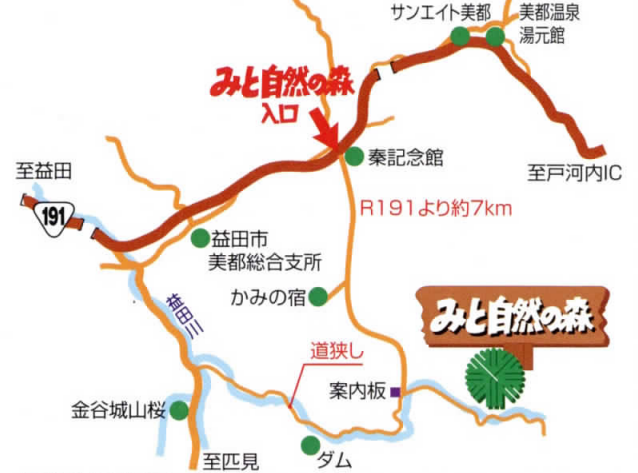 サンエイト美都
美都温泉
湯元館
みと自然の森
入口
至益田
191
秦記念館
至戸河内IC
R191より約7km
益田市
美都総合支所
かみの宿
益田川
みと自然の森
道狭し
案内板
金谷城山桜
至匹見
ダム